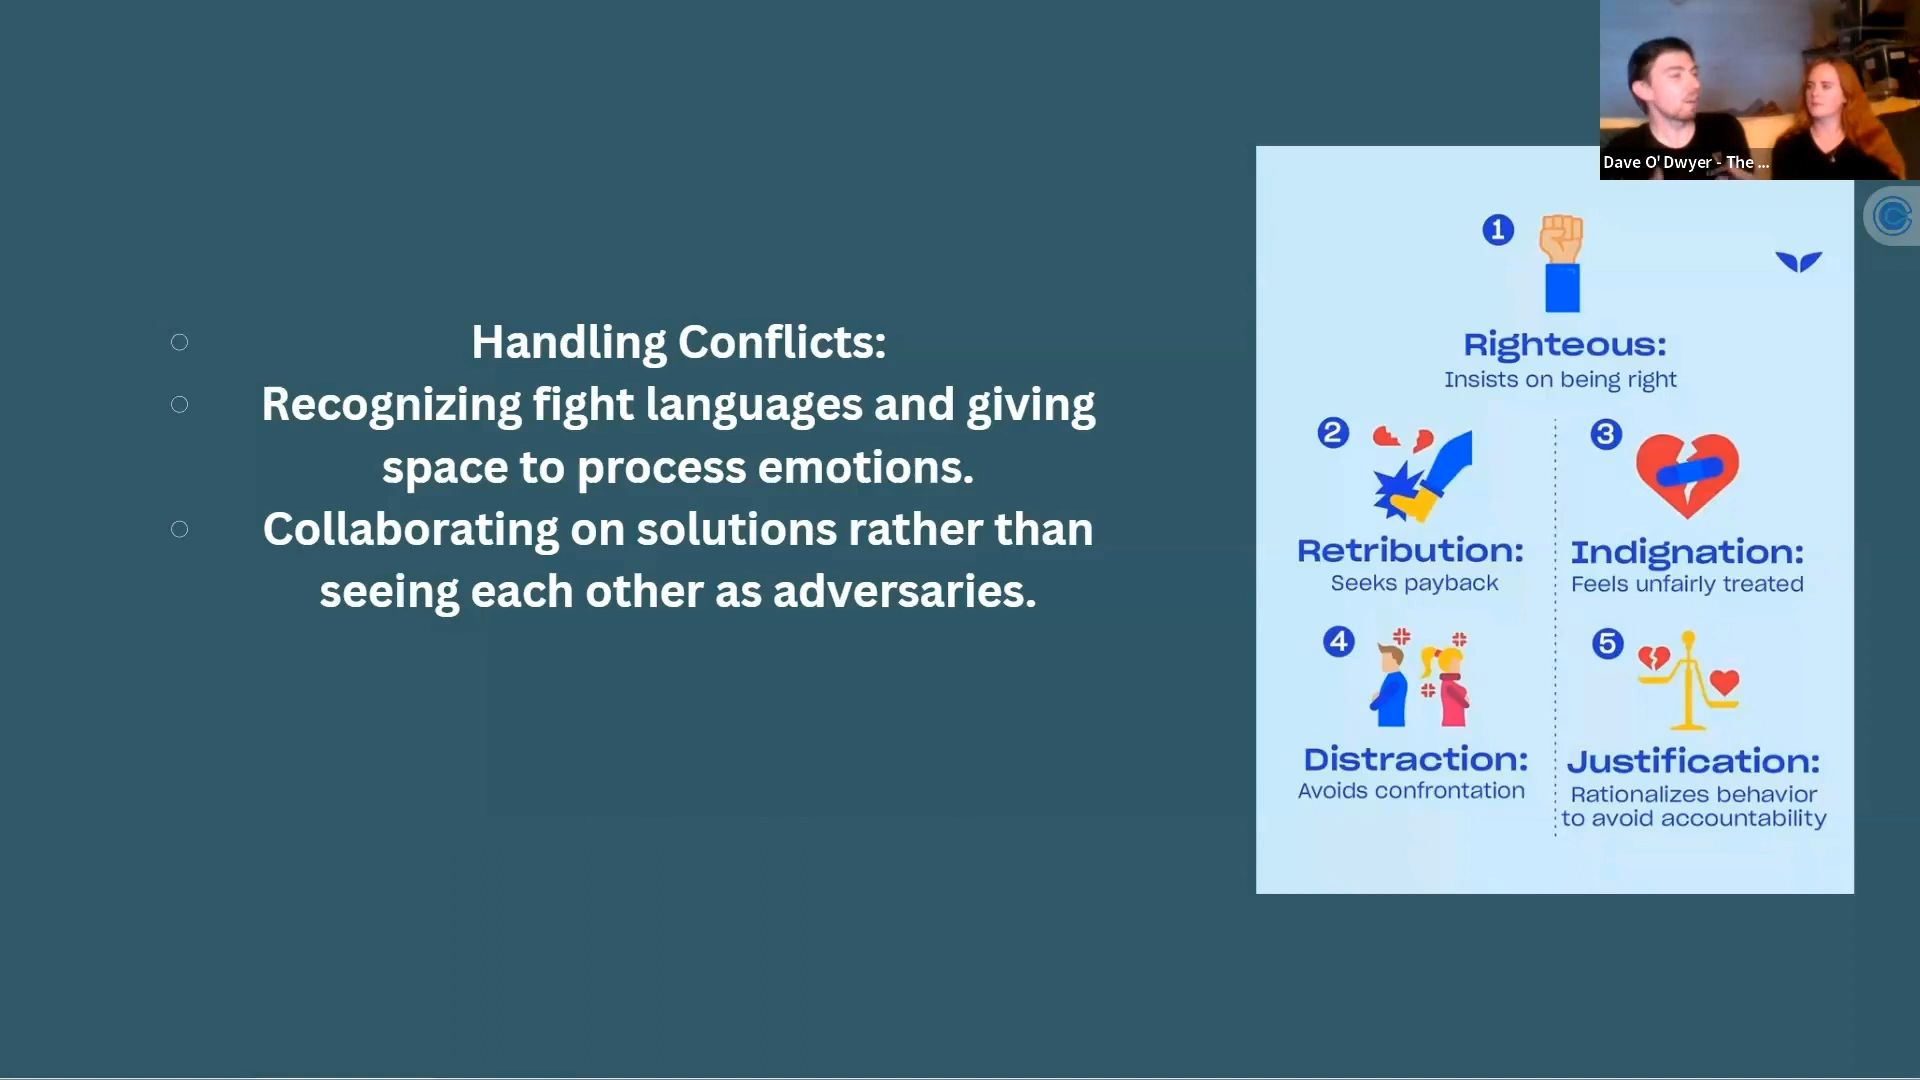 Handling Conflicts:
Recognizing fight languages and giving
space to process emotions.
Collaborating on solutions rather than
seeing each other as adversaries.
Dave O'Dwyer - The ...
1
Righteous:
Insists on being right
2
Retribution:
Seeks payback
3
Indignation:
Feels unfairly treated
4
Distraction:
Avoids confrontation
5
Justification:
Rationalizes behavior
to avoid accountability